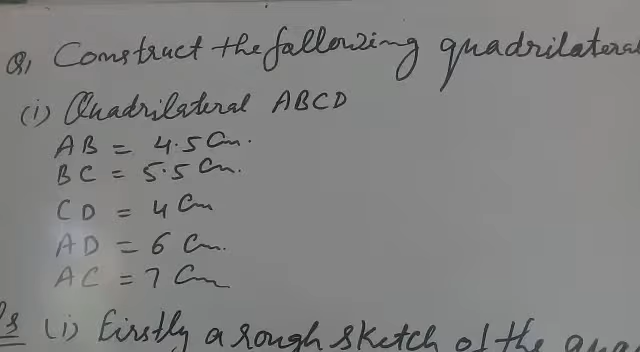 Q, Construct the following quadrilateral
(i) Quadrilateral ABCD
AB = 4.5 Cm.
BC = 5.5 Cm.
CD = 4 Cm
AD = 6 Cm.
AC = 7 Cm
(i) Firstly a rough sketch of the